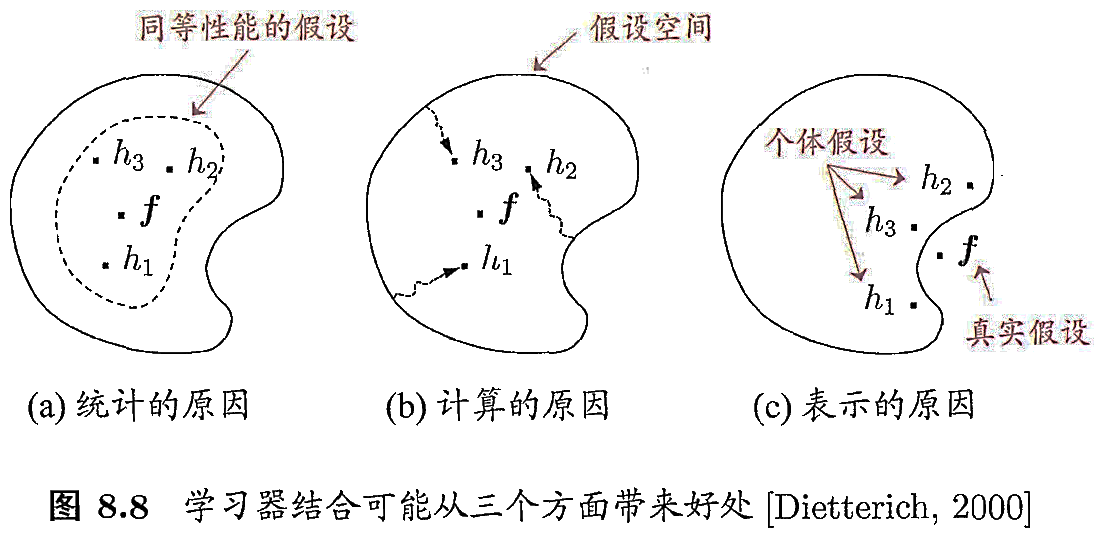 同等性能的假设
假设空间
h3
h2
f
h1
h3
h2
f
h1
个体假设
h2
h3
f
h1
真实假设
(a) 统计的原因
(b) 计算的原因
(c) 表示的原因
图 8.8 学习器结合可能从三个方面带来好处 [Dietterich, 2000]